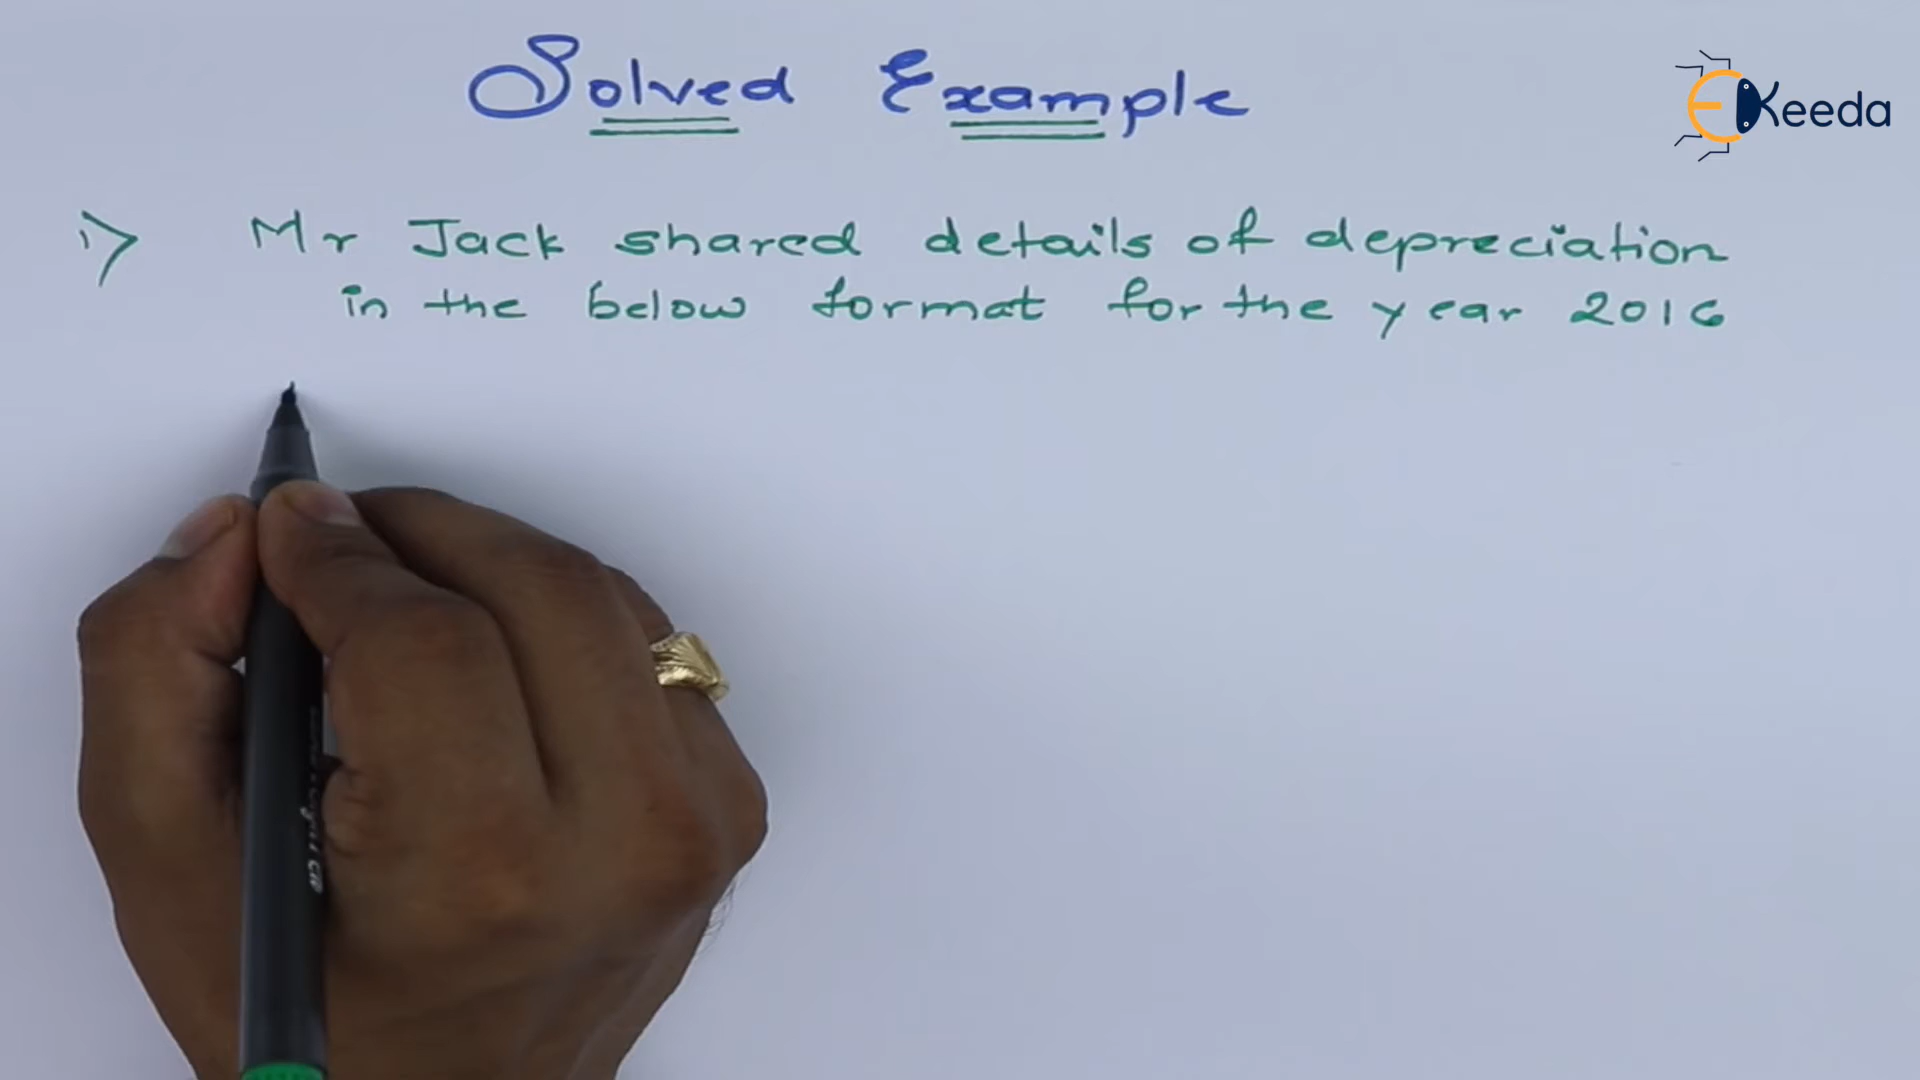 Solved Example
EKeeda
1) Mr Jack shared details of depreciation
in the below format for the year 2016